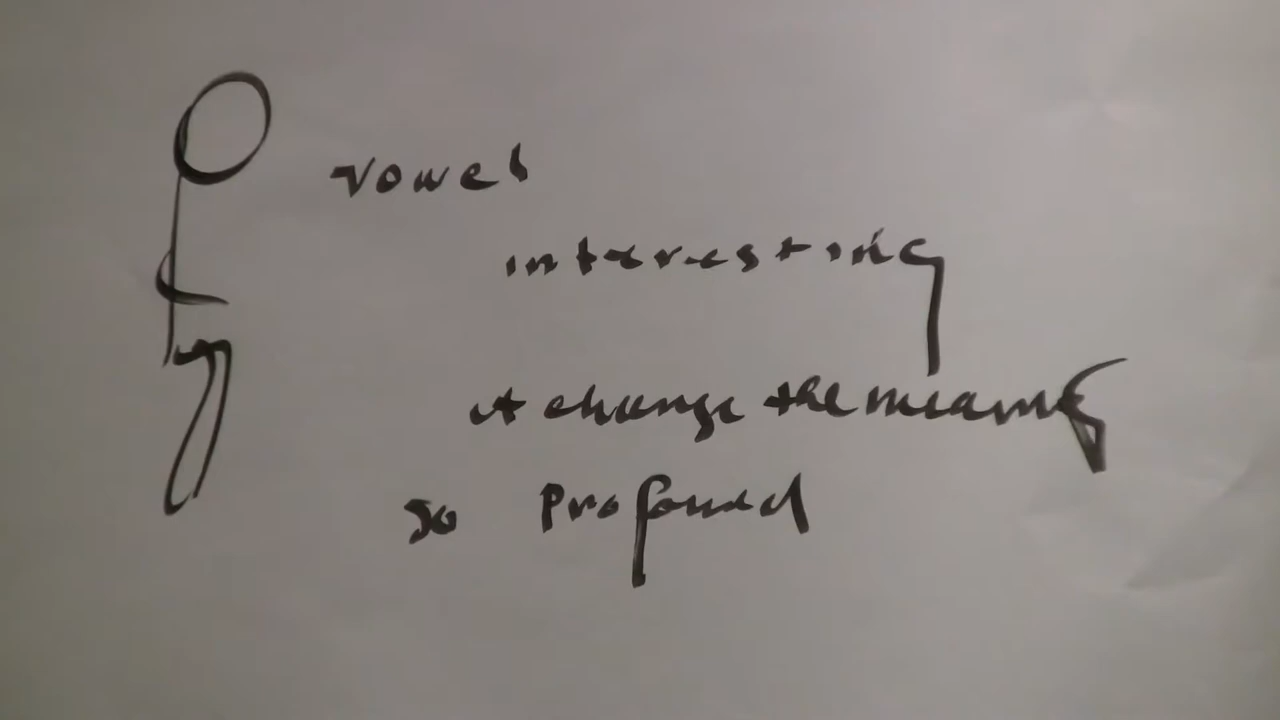 vowel
interesting
it change the meaning
so profound